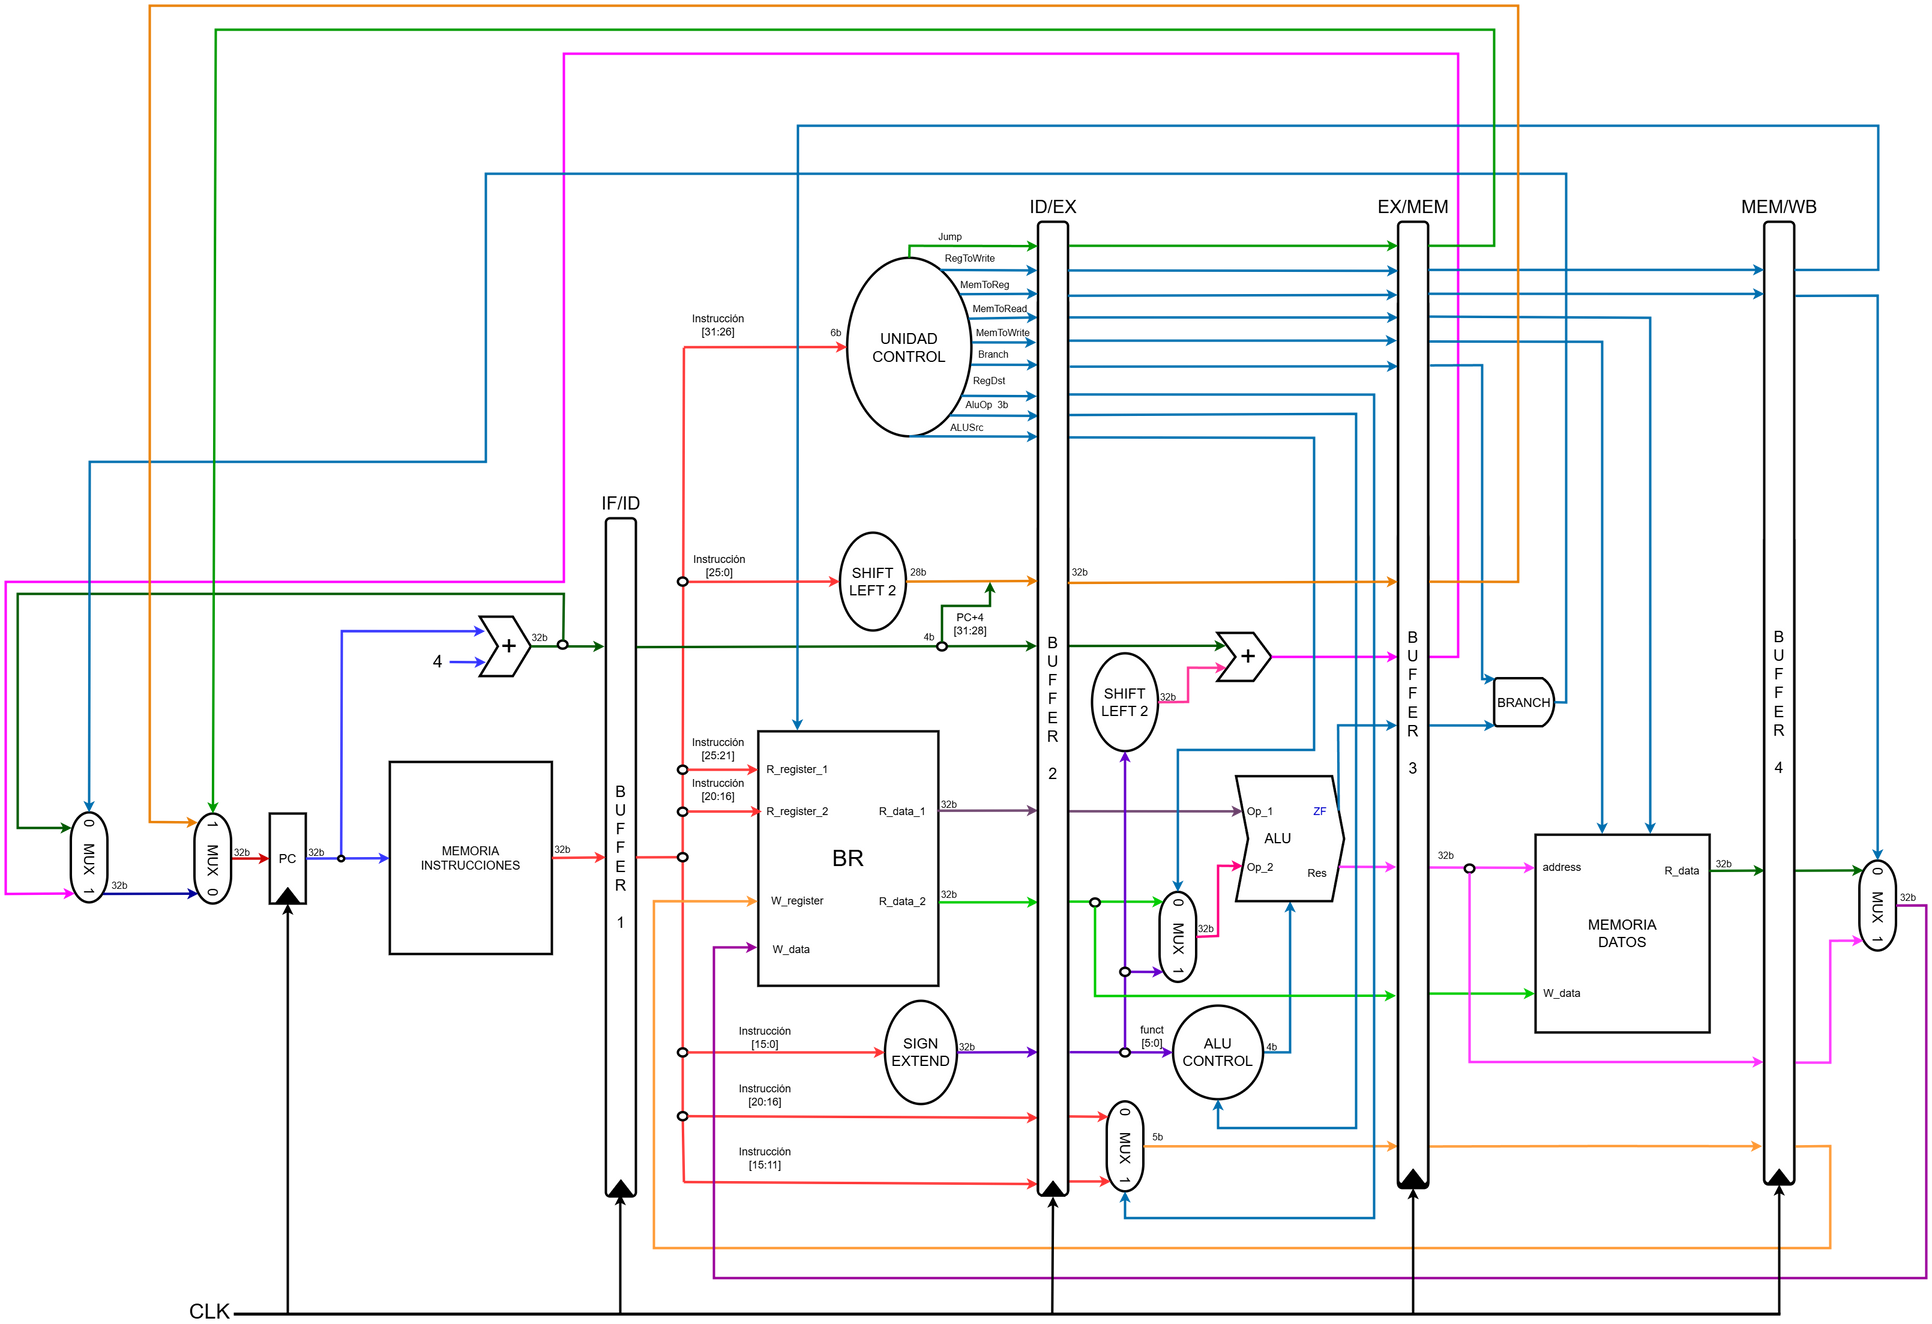 ID/EX
EX/MEM
MEM/WB
Jump
RegToWrite
MemToReg
MemToRead
MemToWrite
Branch
RegDst
AluOp 3b
ALUSrc
Instrucción
[31:26]
6b
UNIDAD
CONTROL
IF/ID
Instrucción
[25:0]
SHIFT
LEFT 2
28b
32b
PC+4
[31:28]
4b
4
+
32b
BUFFER 1
BUFFER 2
BUFFER 3
BUFFER 4
SHIFT
LEFT 2
32b
+
BRANCH
0 MUX 1
32b
1 MUX 0
32b
PC
32b
MEMORIA
INSTRUCCIONES
32b
Instrucción
[25:21]
Instrucción
[20:16]
R_register_1
R_register_2
R_data_1
32b
BR
W_register
R_data_2
32b
W_data
Op_1
ZF
ALU
Op_2
Res
0 MUX 1
32b
32b
address
R_data
32b
MEMORIA
DATOS
W_data
0 MUX 1
32b
Instrucción
[15:0]
SIGN
EXTEND
32b
funct
[5:0]
ALU
CONTROL
4b
Instrucción
[20:16]
Instrucción
[15:11]
0 MUX 1
5b
CLK